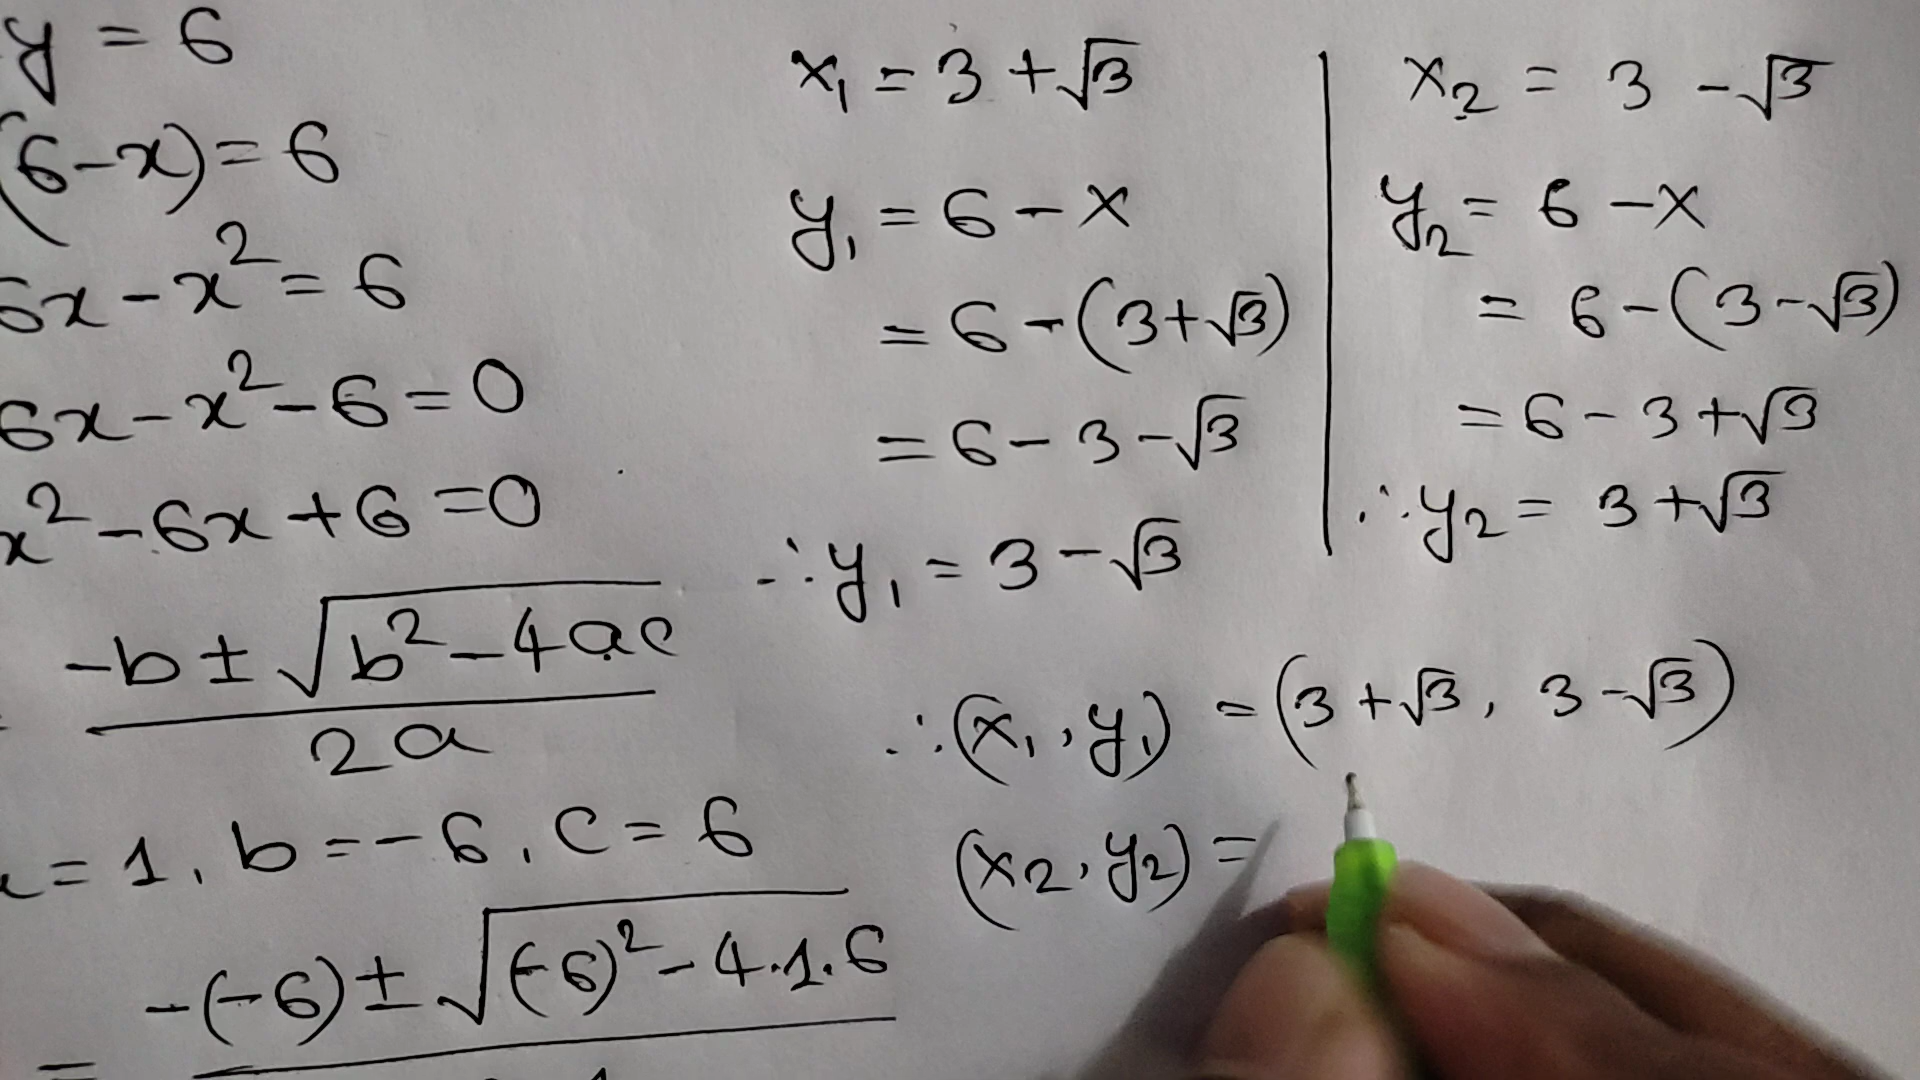 y = 6
(6-x) = 6
6x - x² = 6
6x - x² - 6 = 0
x² - 6x + 6 = 0
-b ± √b² - 4ac
2a
= 1, b = -6, c = 6
-(-6) ± √(-6)² - 4.1.6
=
x₁ = 3 + √3
y₁ = 6 - x
= 6 - (3 + √3)
= 6 - 3 - √3
∴ y₁ = 3 - √3
x₂ = 3 - √3
y₂ = 6 - x
= 6 - (3 - √3)
= 6 - 3 + √3
∴ y₂ = 3 + √3
∴ (x₁, y₁) = (3 + √3, 3 - √3)
(x₂, y₂) =